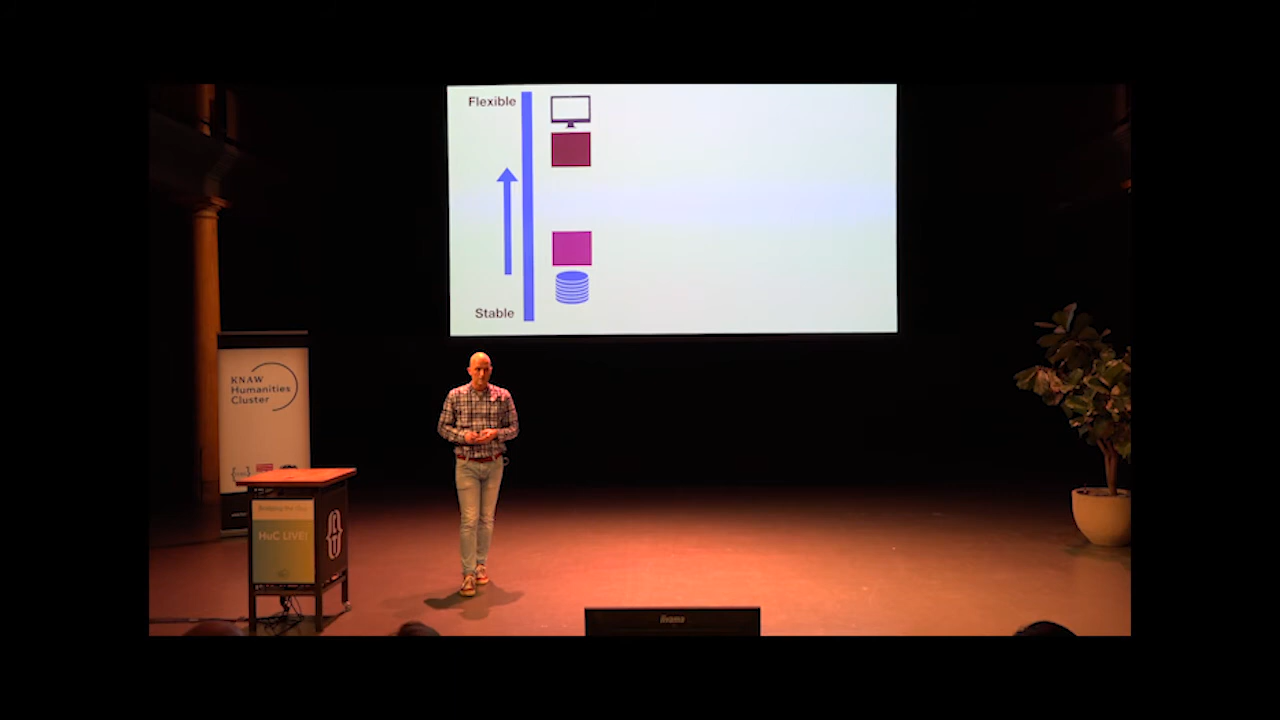 Flexible
Stable
KNAW
Humanities
Cluster
HuC LIVE!
iiyama